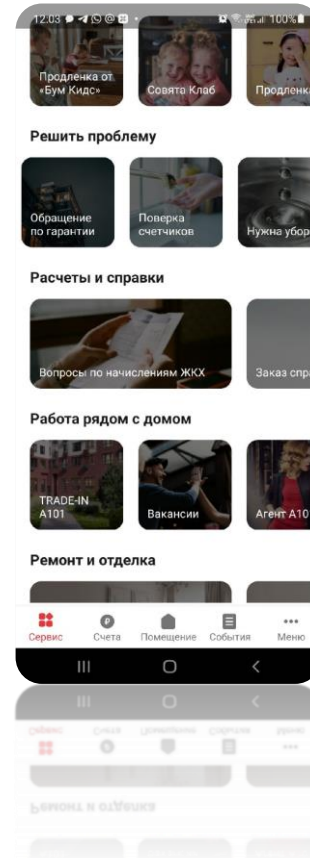 12:03
100%
Продленка от
«Бум Кидс»
Совята Клаб
Продленк
Решить проблему
Обращение
по гарантии
Поверка
счетчиков
Нужна убор
Расчеты и справки
Вопросы по начислениям ЖКХ
Заказ спра
Работа рядом с домом
TRADE-IN
А101
Вакансии
Агент А10
Ремонт и отделка
Сервис
Счета
Помещение
События
Меню